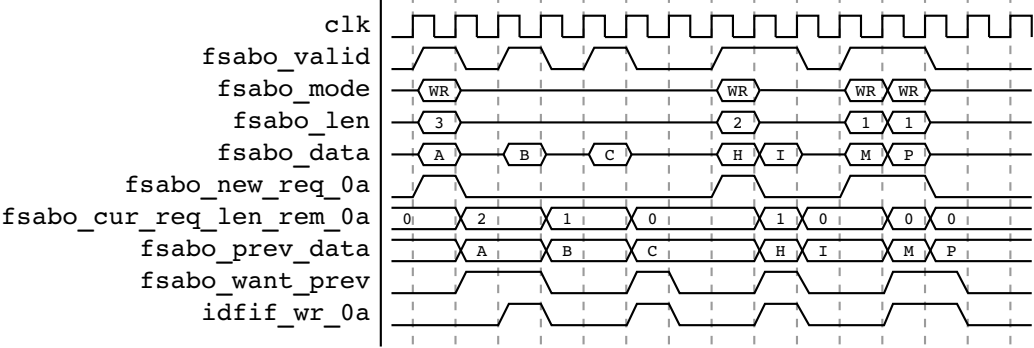 clk
fsabo_valid
fsabo_mode WR WR WR WR
fsabo_len 3 2 1 1
fsabo_data A B C H I M P
fsabo_new_req_0a
fsabo_cur_req_len_rem_0a 0 2 1 0 1 0 0 0
fsabo_prev_data A B C H I M P
fsabo_want_prev
idfif_wr_0a